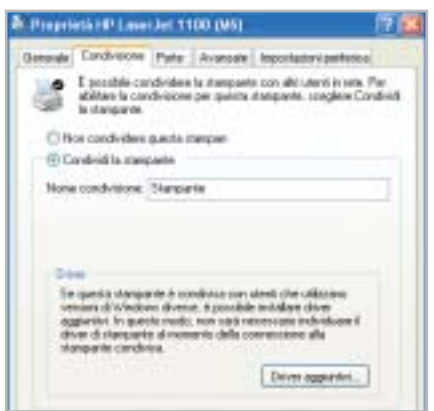 Proprietà HP LaserJet 1100 (MS)
Generale Condivisione Porte Avanzate Impostazioni periferica
È possibile condividere la stampante con altri utenti in rete. Per
abilitare la condivisione per questa stampante, scegliere Condividi
la stampante.
Non condividere questa stampan
Condividi la stampante
Nome condivisione: Stampante
Driver
Se questa stampante è condivisa con utenti che utilizzano
versioni di Windows diverse, è possibile installare driver
aggiuntivi. In questo modo, non sarà necessario individuare il
driver di stampante al momento della connessione alla
stampante condivisa.
Driver aggiuntivi...